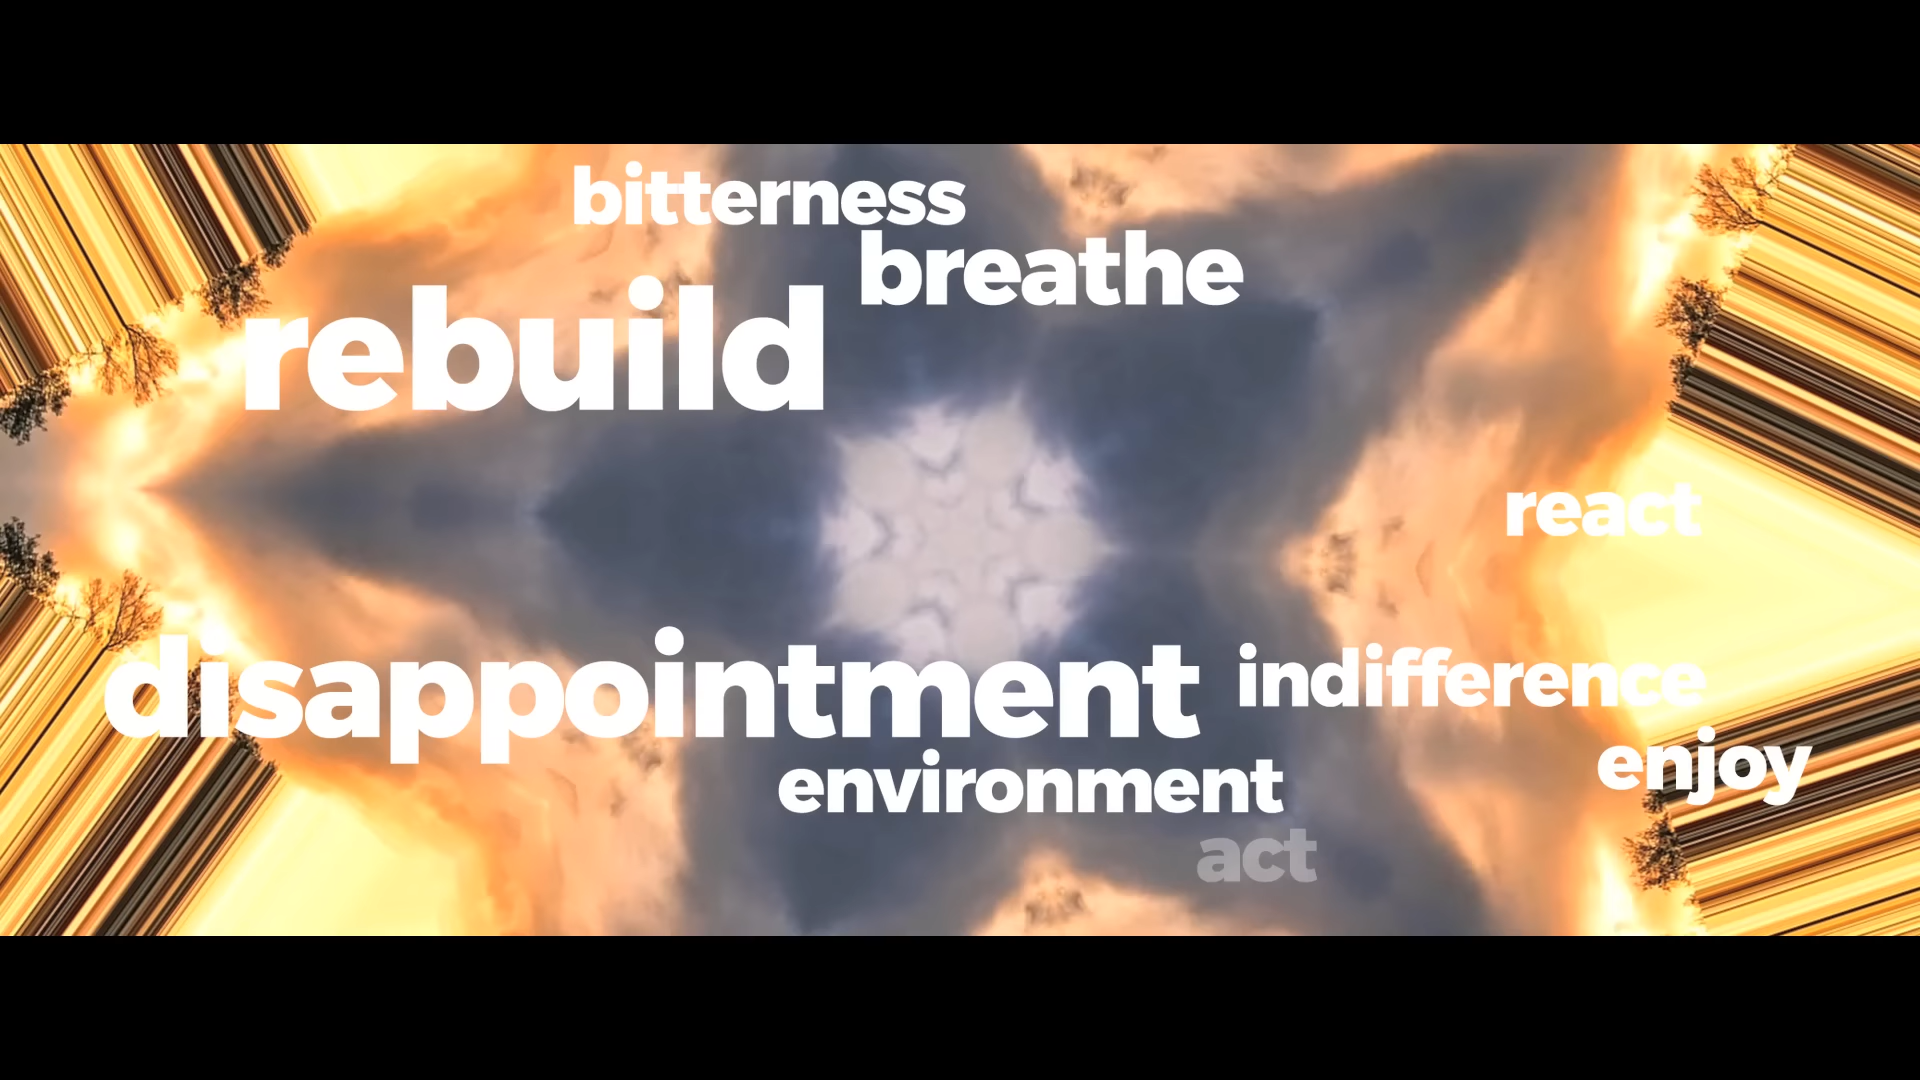 bitterness
breathe
rebuild
react
disappointment
indifference
enjoy
environment
act